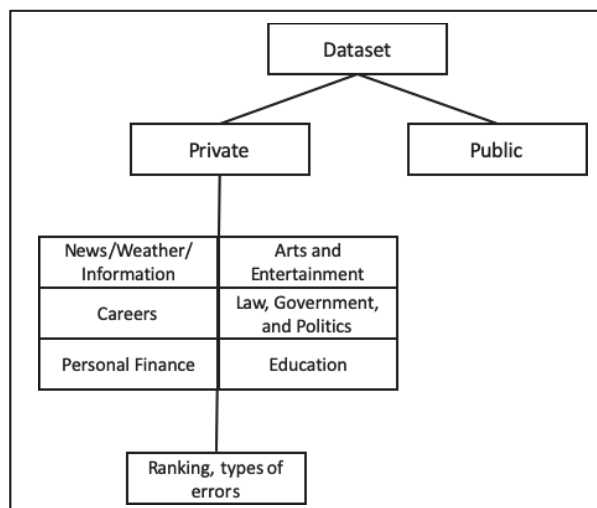 Dataset
Private
Public
News/Weather/
Information
Arts and
Entertainment
Careers
Law, Government,
and Politics
Personal Finance
Education
Ranking, types of
errors